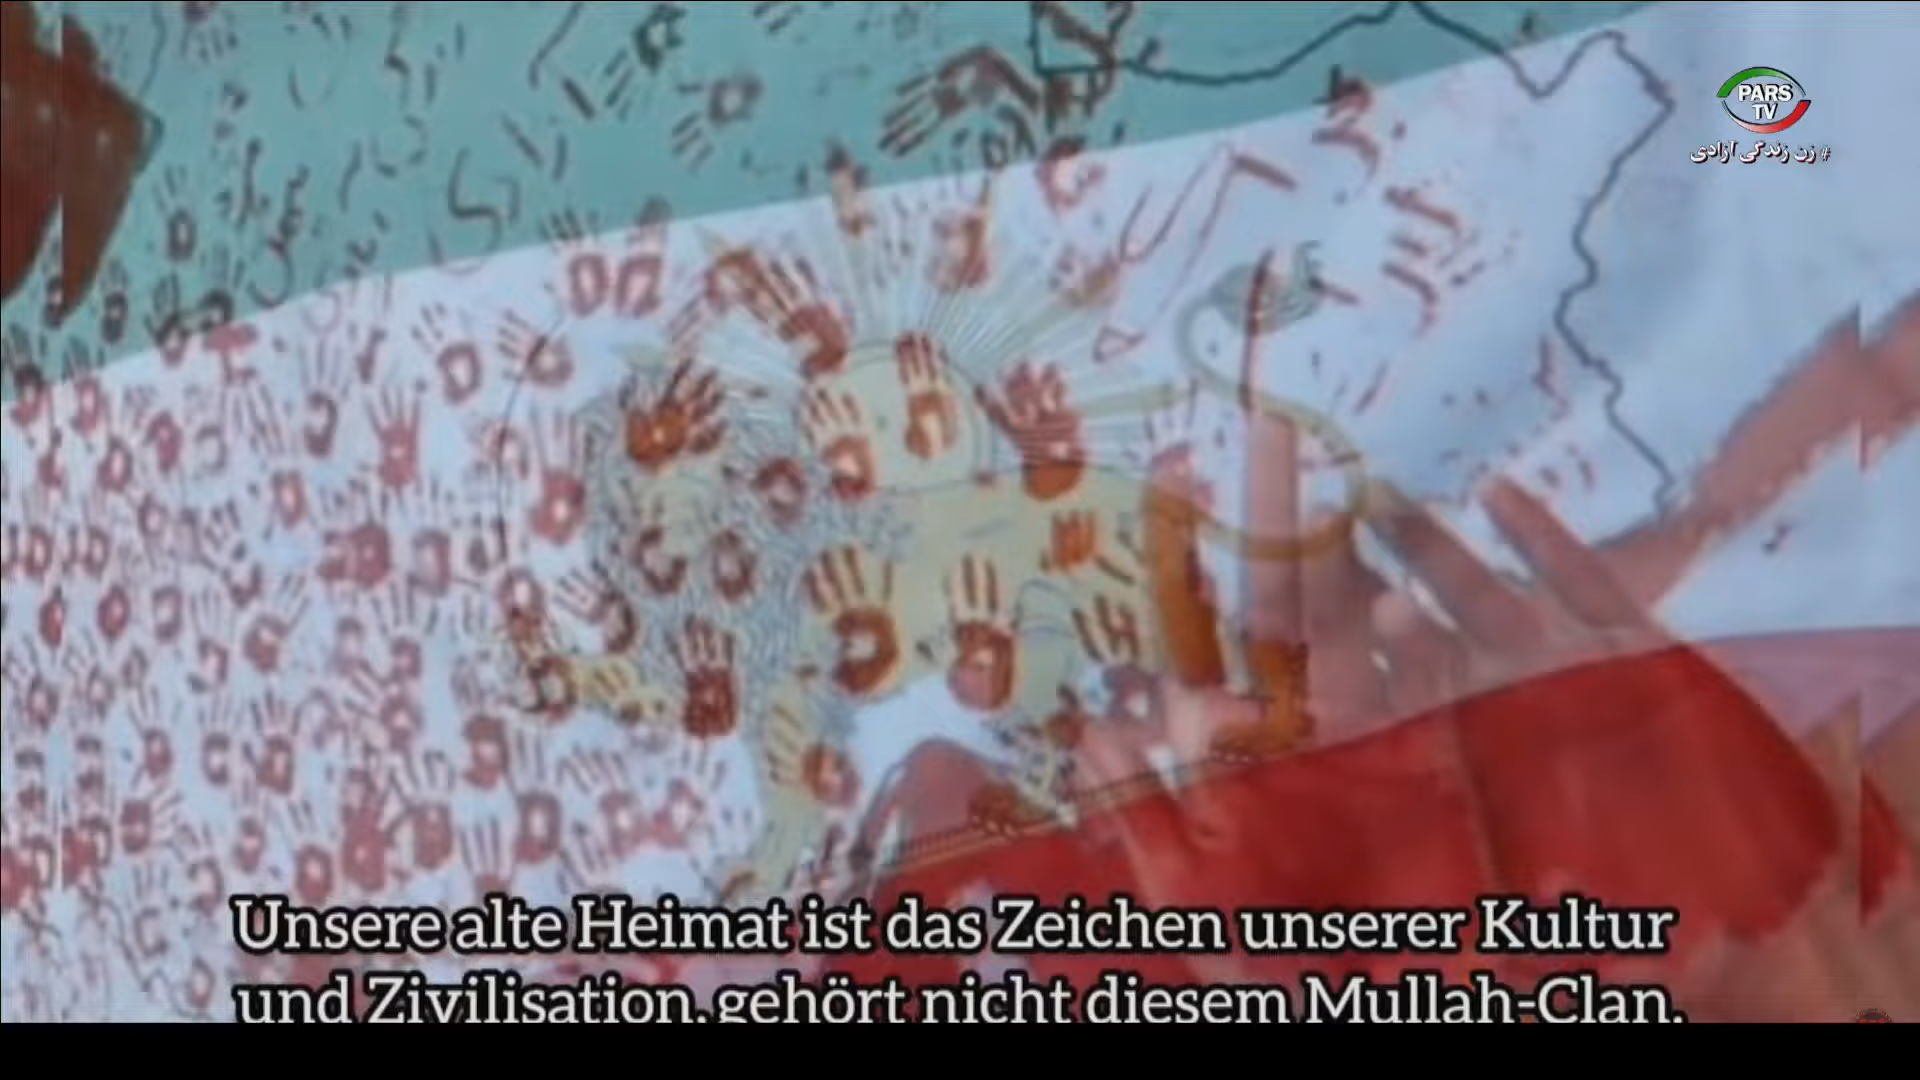 PARS
TV
# زن زندگی آزادی
Unsere alte Heimat ist das Zeichen unserer Kultur
und Zivilisation, gehört nicht diesem Mullah-Clan.